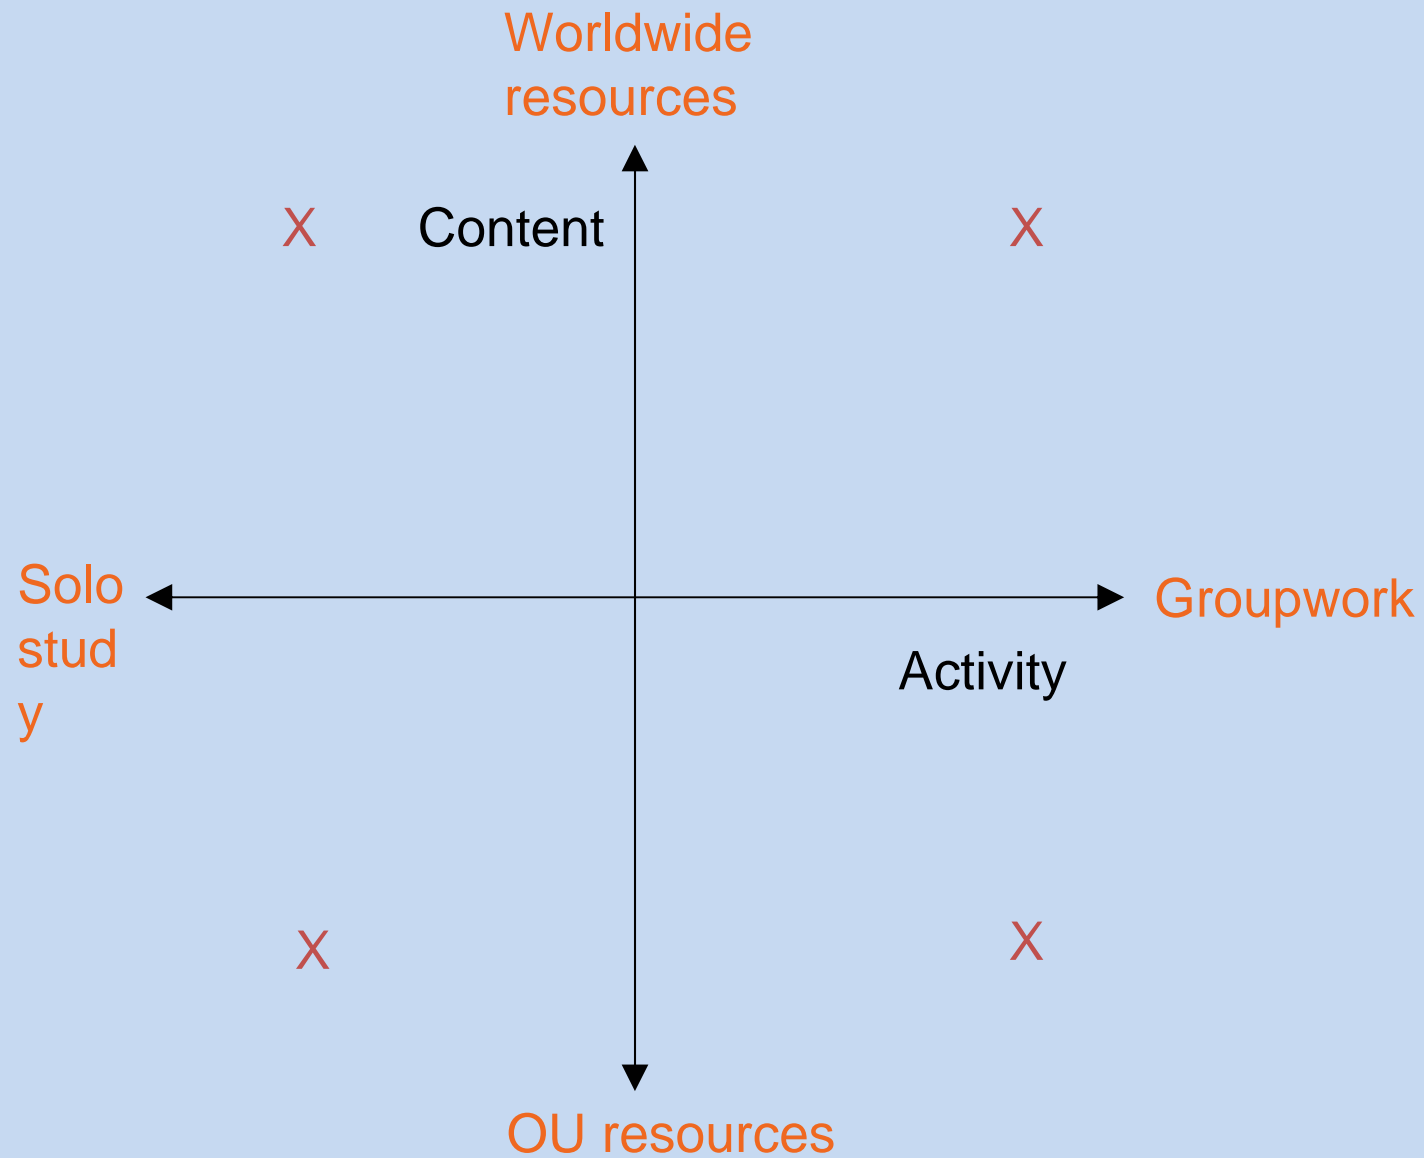 Worldwide
resources
X
Content
X
Solo
stud
y
Groupwork
Activity
X
X
OU resources